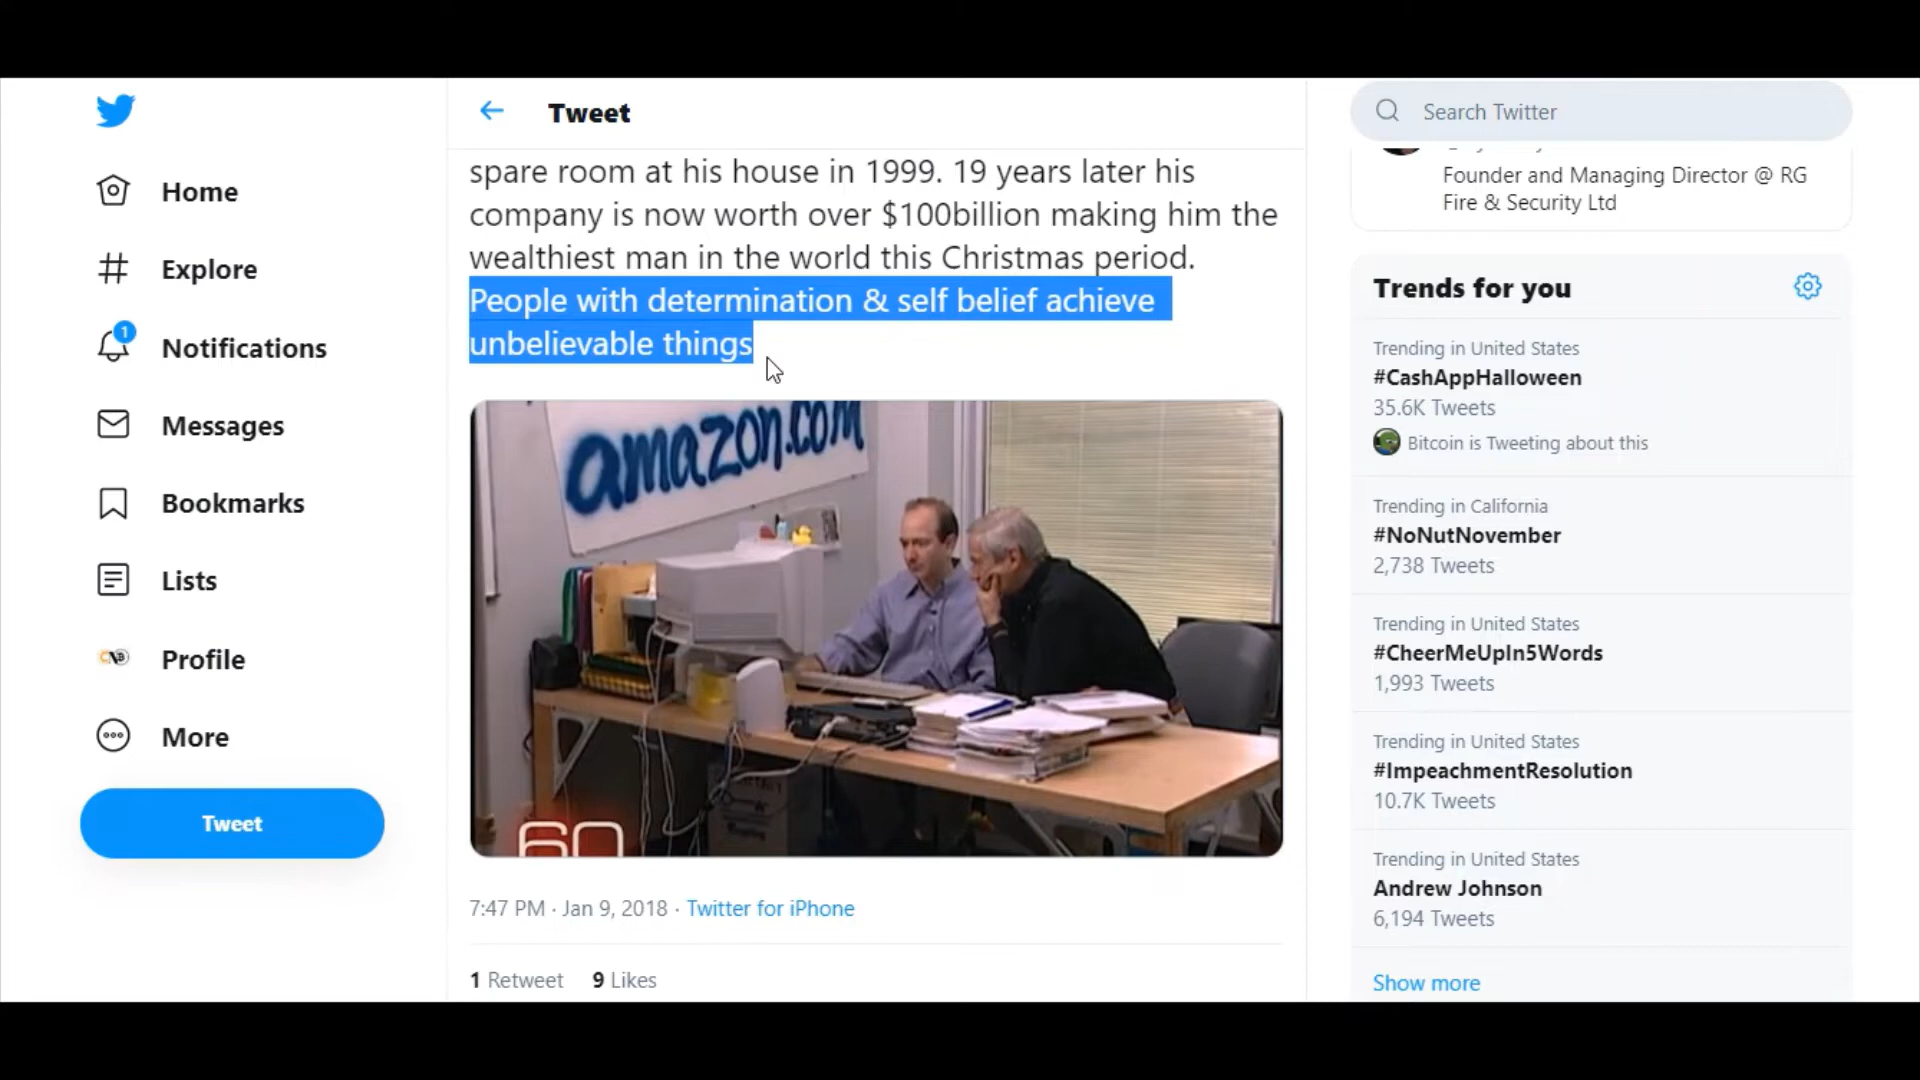 Home
Explore
1
Notifications
Messages
Bookmarks
Lists
Profile
More
Tweet
Tweet
spare room at his house in 1999. 19 years later his
company is now worth over $100billion making him the
wealthiest man in the world this Christmas period.
People with determination & self belief achieve
unbelievable things
amazon.com
60
7:47 PM · Jan 9, 2018 · Twitter for iPhone
1 Retweet 9 Likes
Search Twitter
Founder and Managing Director @ RG
Fire & Security Ltd
Trends for you
Trending in United States
#CashAppHalloween
35.6K Tweets
Bitcoin is Tweeting about this
Trending in California
#NoNutNovember
2,738 Tweets
Trending in United States
#CheerMeUpIn5Words
1,993 Tweets
Trending in United States
#ImpeachmentResolution
10.7K Tweets
Trending in United States
Andrew Johnson
6,194 Tweets
Show more